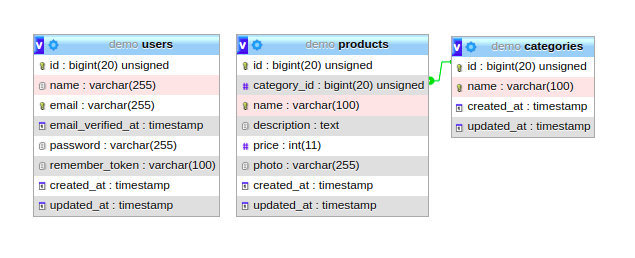 v demo users
id : bigint(20) unsigned
name : varchar(255)
email : varchar(255)
email_verified_at : timestamp
password : varchar(255)
remember_token : varchar(100)
created_at : timestamp
updated_at : timestamp
v demo products
id : bigint(20) unsigned
# category_id : bigint(20) unsigned
name : varchar(100)
description : text
# price : int(11)
photo : varchar(255)
created_at : timestamp
updated_at : timestamp
v demo categories
id : bigint(20) unsigned
name : varchar(100)
created_at : timestamp
updated_at : timestamp